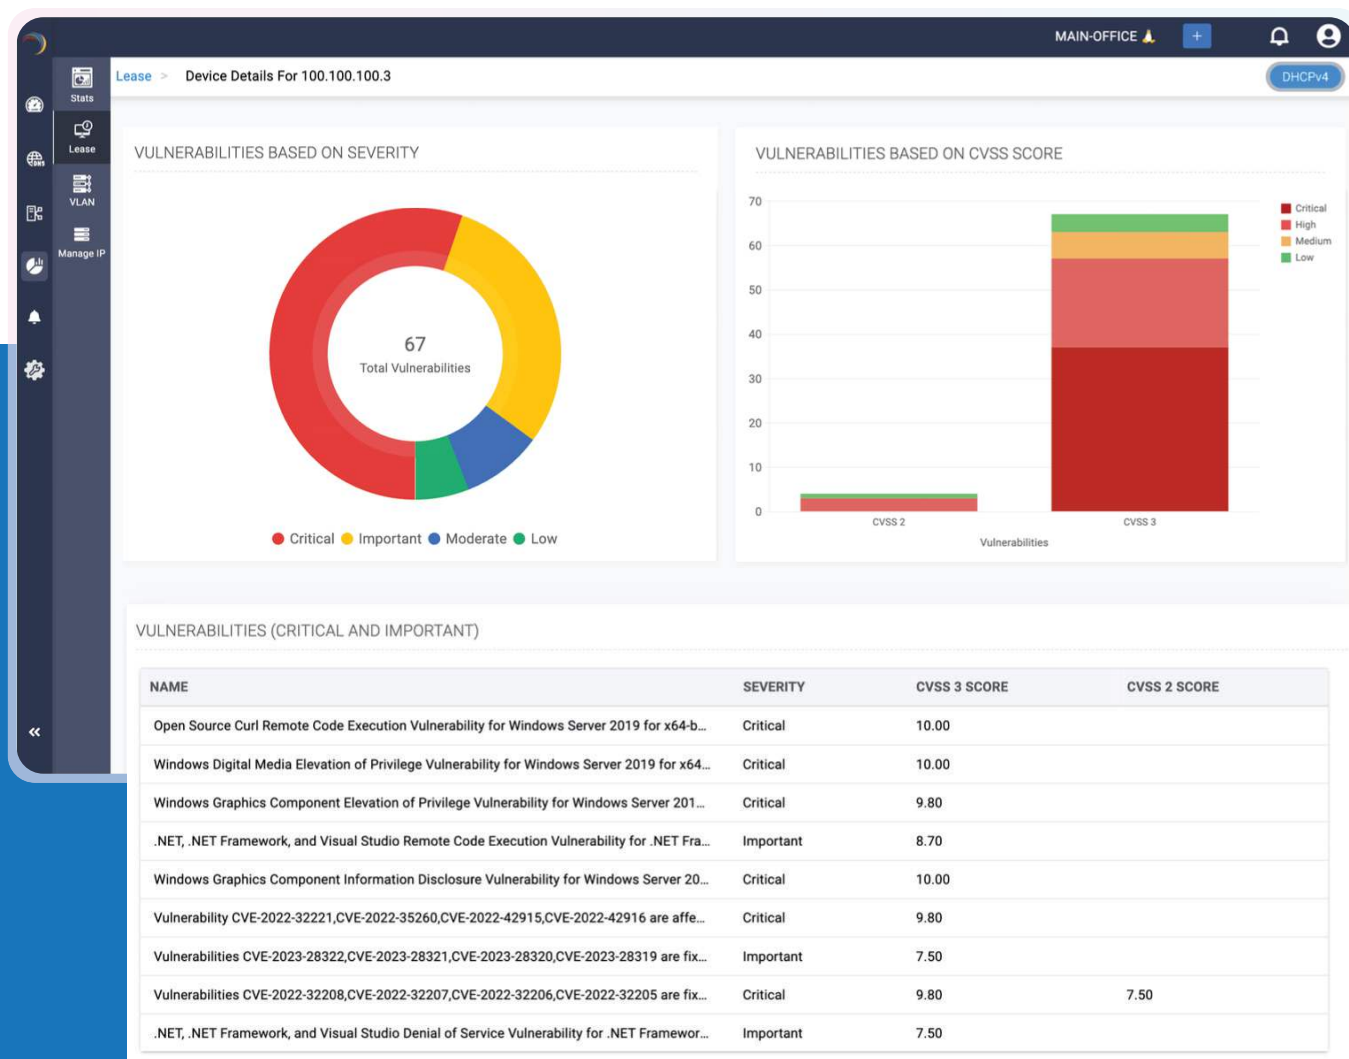 MAIN-OFFICE
+
Stats
Lease
VLAN
Manage IP
DNS
Lease > Device Details For 100.100.100.3
DHCPv4
VULNERABILITIES BASED ON SEVERITY
67
Total Vulnerabilities
Critical Important Moderate Low
VULNERABILITIES BASED ON CVSS SCORE
70
60
50
40
30
20
10
0
CVSS 2 CVSS 3
Vulnerabilities
Critical
High
Medium
Low
VULNERABILITIES (CRITICAL AND IMPORTANT)
NAME SEVERITY CVSS 3 SCORE CVSS 2 SCORE
Open Source Curl Remote Code Execution Vulnerability for Windows Server 2019 for x64-b... Critical 10.00
Windows Digital Media Elevation of Privilege Vulnerability for Windows Server 2019 for x64... Critical 10.00
Windows Graphics Component Elevation of Privilege Vulnerability for Windows Server 201... Critical 9.80
.NET, .NET Framework, and Visual Studio Remote Code Execution Vulnerability for .NET Fra... Important 8.70
Windows Graphics Component Information Disclosure Vulnerability for Windows Server 20... Critical 10.00
Vulnerability CVE-2022-32221,CVE-2022-35260,CVE-2022-42915,CVE-2022-42916 are affe... Critical 9.80
Vulnerabilities CVE-2023-28322,CVE-2023-28321,CVE-2023-28320,CVE-2023-28319 are fix... Important 7.50
Vulnerabilities CVE-2022-32208,CVE-2022-32207,CVE-2022-32206,CVE-2022-32205 are fix... Critical 9.80 7.50
.NET, .NET Framework, and Visual Studio Denial of Service Vulnerability for .NET Framewor... Important 7.50